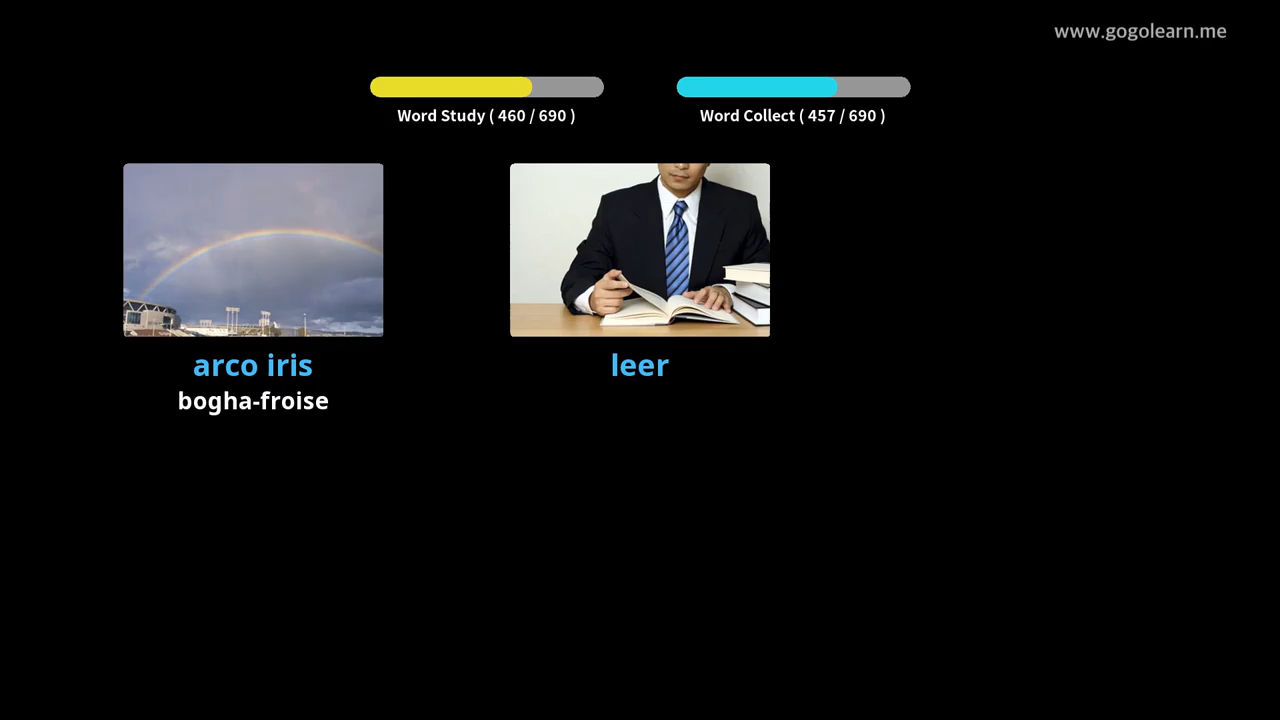 www.gogolearn.me
Word Study ( 460 / 690 )
Word Collect ( 457 / 690 )
arco iris
bogha-froise
leer